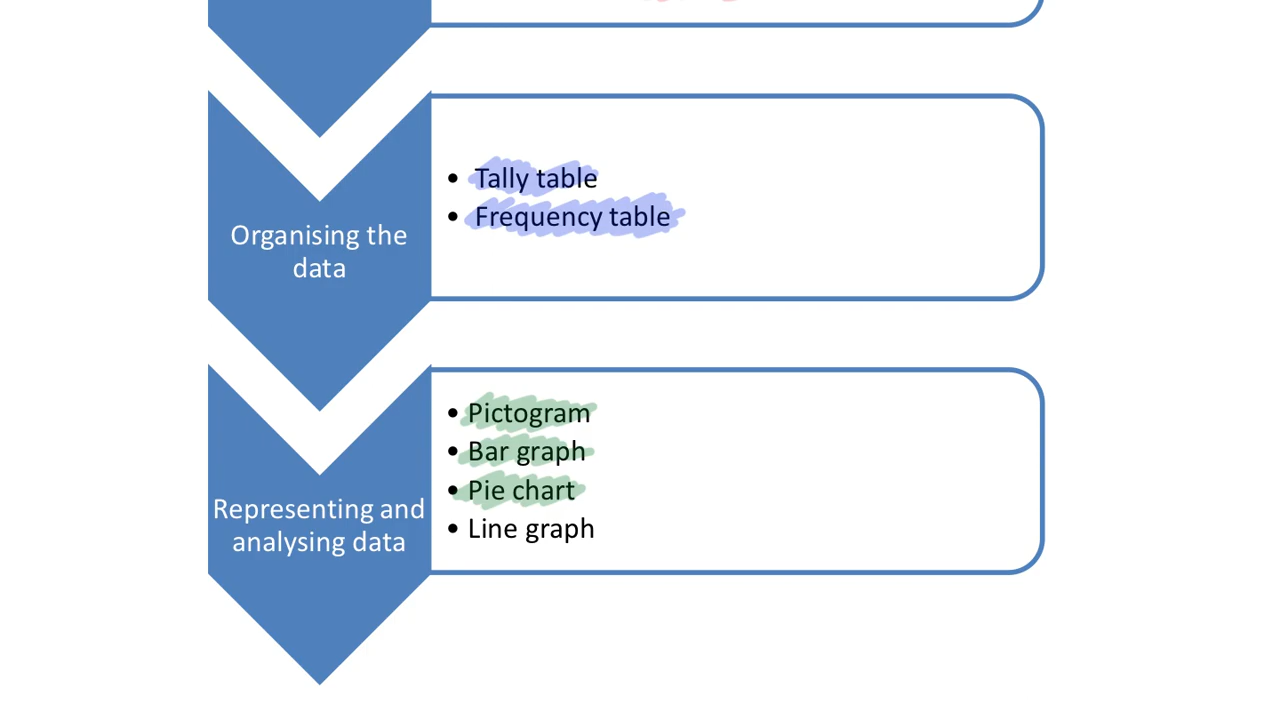 Organising the
data
• Tally table
• Frequency table
Representing and
analysing data
• Pictogram
• Bar graph
• Pie chart
• Line graph